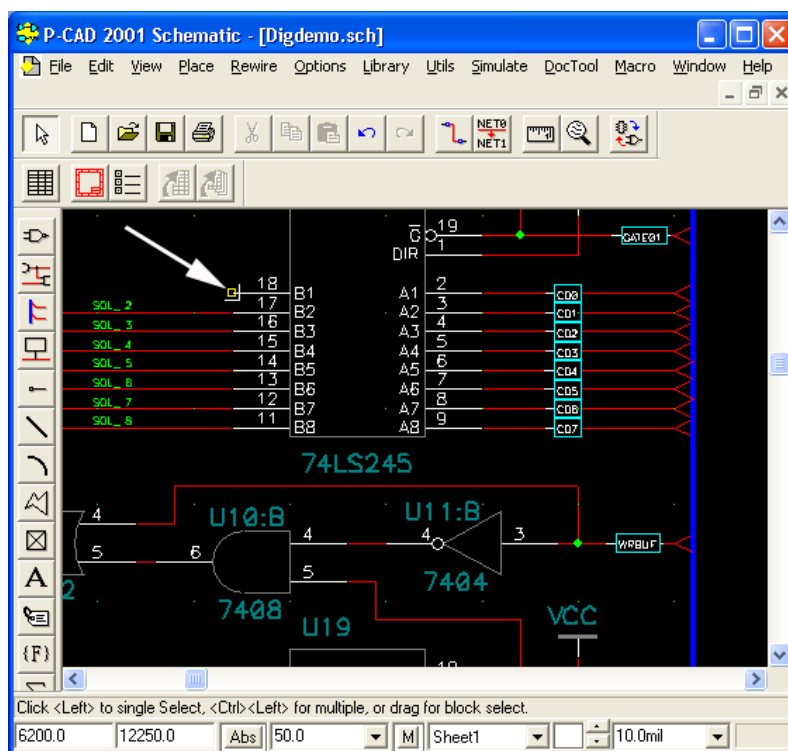 P-CAD 2001 Schematic - [Digdemo.sch]
File Edit View Place Rewire Options Library Utils Simulate DocTool Macro Window Help
NET0
NET1
G 19
DIR 1
GATE01
18 B1 A1 2 CD0
SOL_2 17 B2 A2 3 CD1
SOL_3 16 B3 A3 4 CD2
SOL_4 15 B4 A4 5 CD3
SOL_5 14 B5 A5 6 CD4
SOL_6 13 B6 A6 7 CD5
SOL_7 12 B7 A7 8 CD6
SOL_8 11 B8 A8 9 CD7
74LS245
4 U10:B U11:B
5 6 4 4 3 WRBUF
5
2 7408 7404
A
U19 VCC
{F}
Click <Left> to single Select, <Ctrl><Left> for multiple, or drag for block select.
6200.0 12250.0 Abs 50.0 M Sheet1 10.0mil